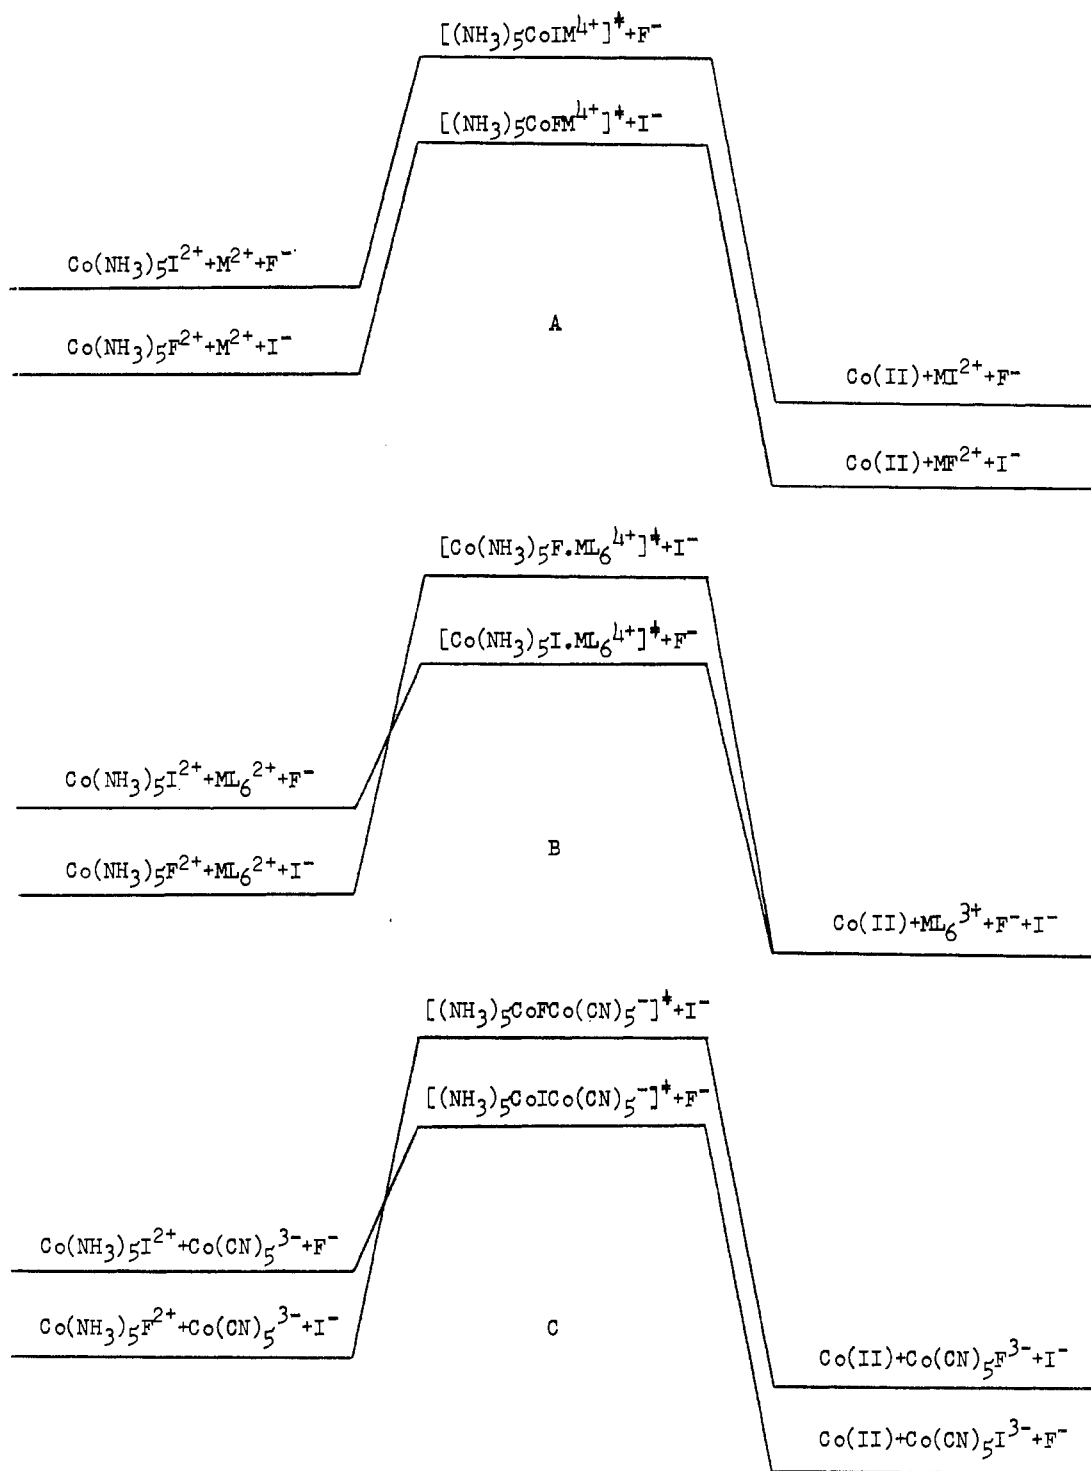 [(NH₃)₅CoIM⁴⁺]‡+F⁻
[(NH₃)₅CoFM⁴⁺]‡+I⁻
Co(NH₃)₅I²⁺+M²⁺+F⁻
Co(NH₃)₅F²⁺+M²⁺+I⁻
A
Co(II)+MI²⁺+F⁻
Co(II)+MF²⁺+I⁻
[Co(NH₃)₅F.ML₆⁴⁺]‡+I⁻
[Co(NH₃)₅I.ML₆⁴⁺]‡+F⁻
Co(NH₃)₅I²⁺+ML₆²⁺+F⁻
Co(NH₃)₅F²⁺+ML₆²⁺+I⁻
B
Co(II)+ML₆³⁺+F⁻+I⁻
[(NH₃)₅CoFCo(CN)₅⁻]‡+I⁻
[(NH₃)₅CoICo(CN)₅⁻]‡+F⁻
Co(NH₃)₅I²⁺+Co(CN)₅³⁻+F⁻
Co(NH₃)₅F²⁺+Co(CN)₅³⁻+I⁻
C
Co(II)+Co(CN)₅F³⁻+I⁻
Co(II)+Co(CN)₅I³⁻+F⁻